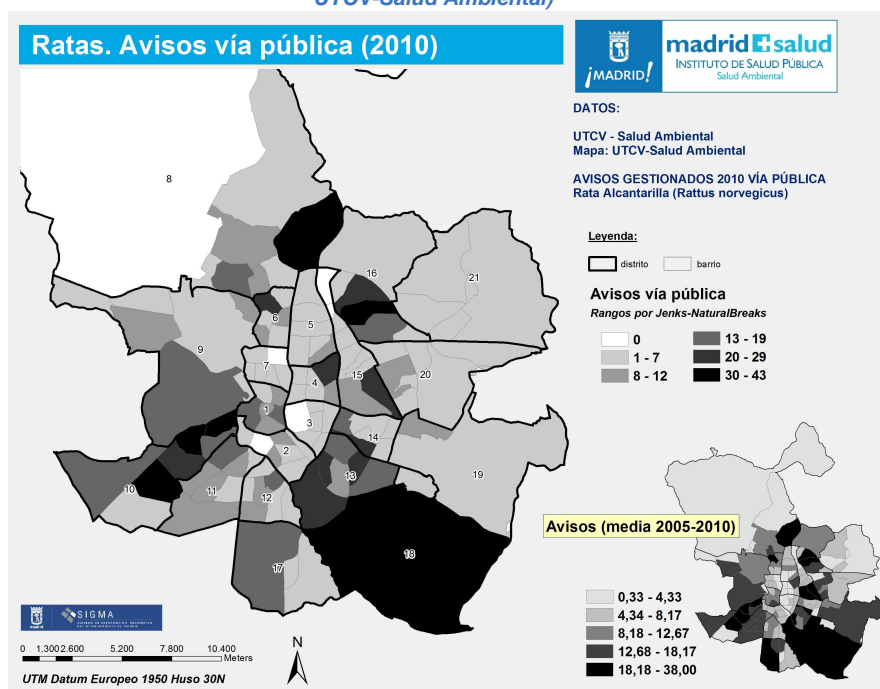 UTCV-Salud Ambiental)
Ratas. Avisos vía pública (2010)
¡MADRID!
madrid salud
INSTITUTO DE SALUD PÚBLICA
Salud Ambiental
DATOS:
UTCV - Salud Ambiental
Mapa: UTCV-Salud Ambiental
AVISOS GESTIONADOS 2010 VÍA PÚBLICA
Rata Alcantarilla (Rattus norvegicus)
Leyenda:
distrito
barrio
Avisos vía pública
Rangos por Jenks-NaturalBreaks
0
13 - 19
1 - 7
20 - 29
8 - 12
30 - 43
8
16
21
6
5
9
7
4
15
20
1
3
14
2
13
19
10
11
12
18
17
Avisos (media 2005-2010)
0,33 - 4,33
4,34 - 8,17
8,18 - 12,67
12,68 - 18,17
18,18 - 38,00
madrid
SIGMA
N
0 1.300 2.600 5.200 7.800 10.400
Meters
UTM Datum Europeo 1950 Huso 30N